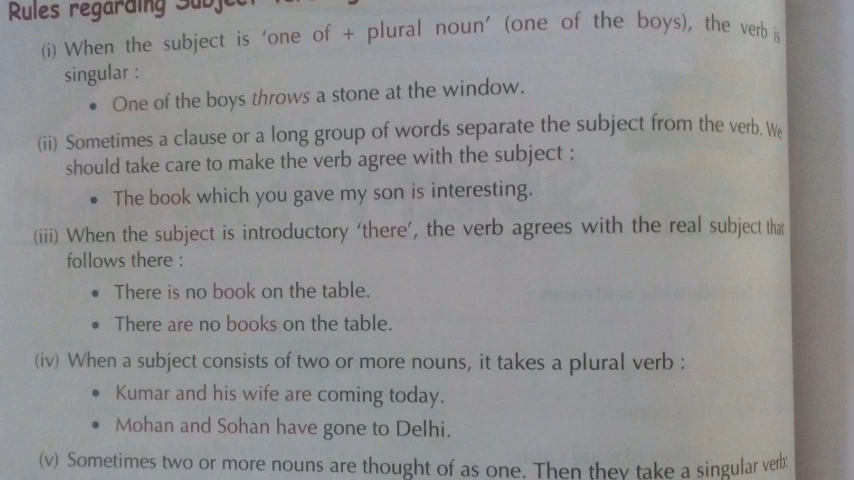 Rules regarding Subject
(i) When the subject is ‘one of + plural noun’ (one of the boys), the verb is
singular :
• One of the boys throws a stone at the window.
(ii) Sometimes a clause or a long group of words separate the subject from the verb. We
should take care to make the verb agree with the subject :
• The book which you gave my son is interesting.
(iii) When the subject is introductory ‘there’, the verb agrees with the real subject that
follows there :
• There is no book on the table.
• There are no books on the table.
(iv) When a subject consists of two or more nouns, it takes a plural verb :
• Kumar and his wife are coming today.
• Mohan and Sohan have gone to Delhi.
(v) Sometimes two or more nouns are thought of as one. Then they take a singular verb: